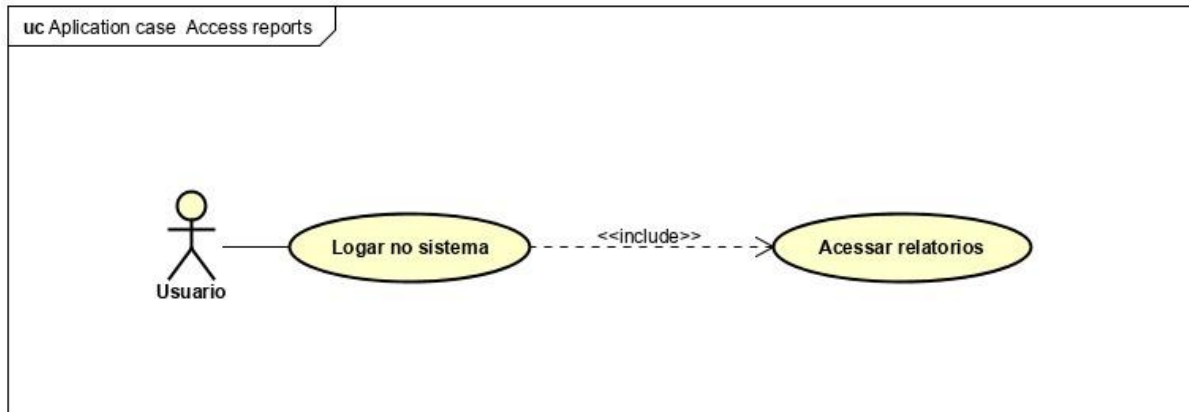 uc Aplication case Access reports
Logar no sistema
<<include>>
Acessar relatorios
Usuario